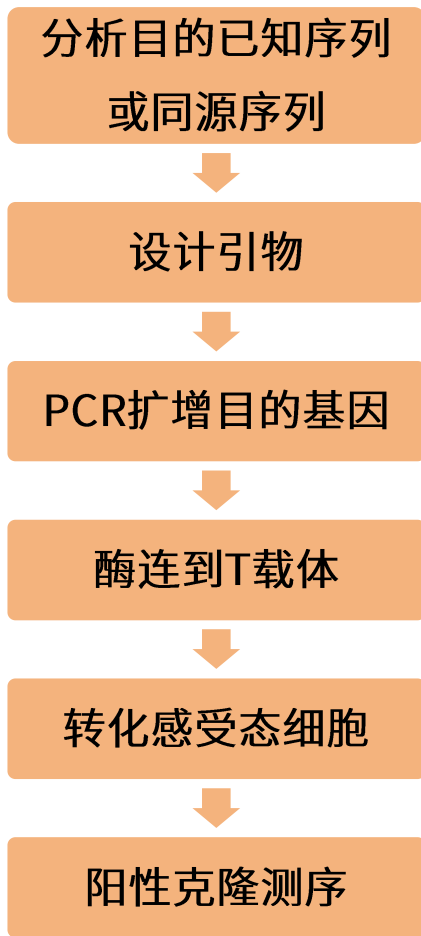 分析目的已知序列
或同源序列
设计引物
PCR扩增目的基因
酶连到T载体
转化感受态细胞
阳性克隆测序